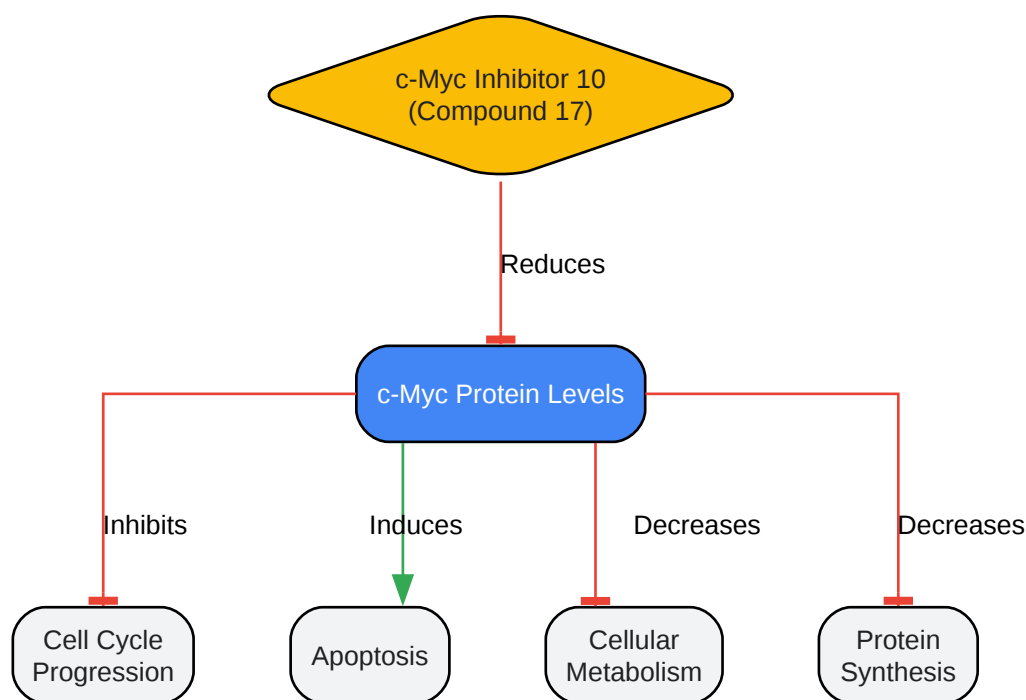 c-Myc Inhibitor 10
(Compound 17)
Reduces
c-Myc Protein Levels
Inhibits
Induces
Decreases
Decreases
Cell Cycle
Progression
Apoptosis
Cellular
Metabolism
Protein
Synthesis